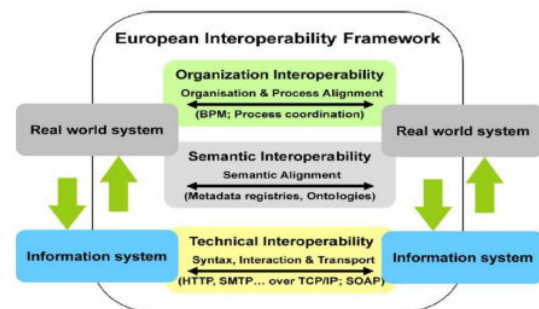 European Interoperability Framework
Organization Interoperability
Organisation & Process Alignment
(BPM; Process coordination)
Real world system
Real world system
Semantic Interoperability
Semantic Alignment
(Metadata registries, Ontologies)
Technical Interoperability
Syntax, Interaction & Transport
Information system
Information system
(HTTP, SMTP... over TCP/IP; SOAP)